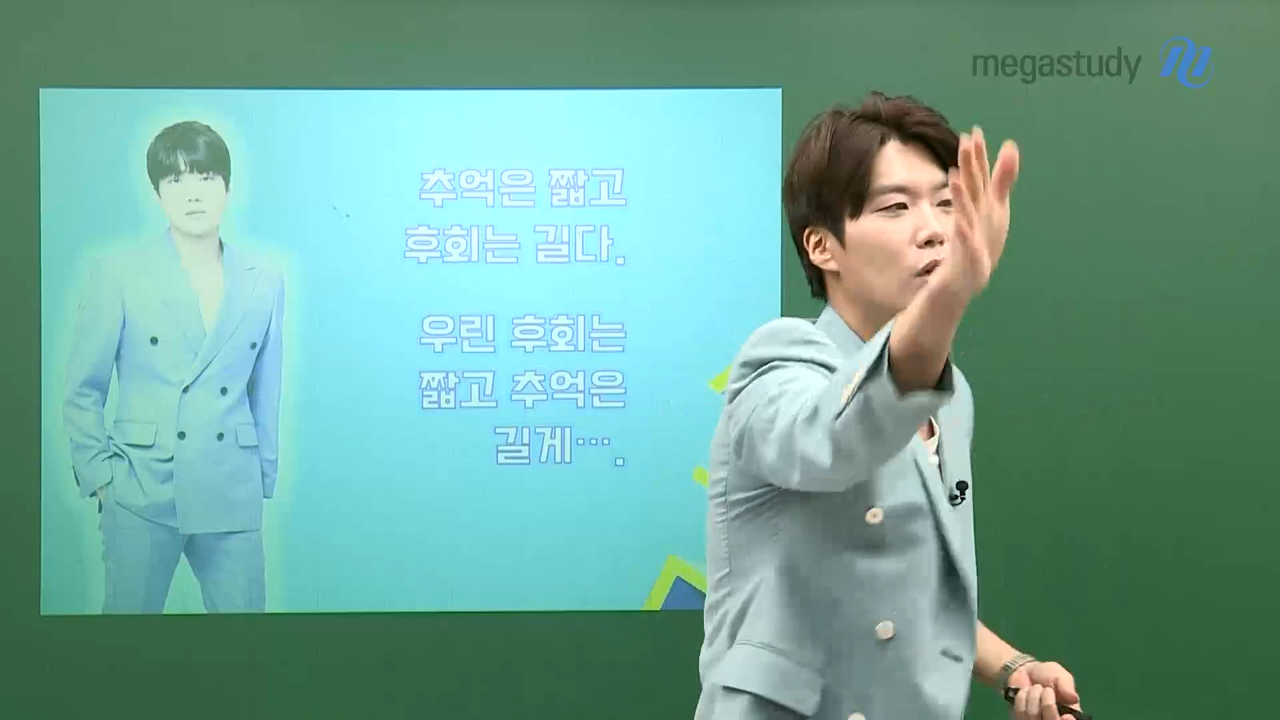 megastudy
추억은 짧고
후회는 길다.
우린 후회는
짧고 추억은
길게···.